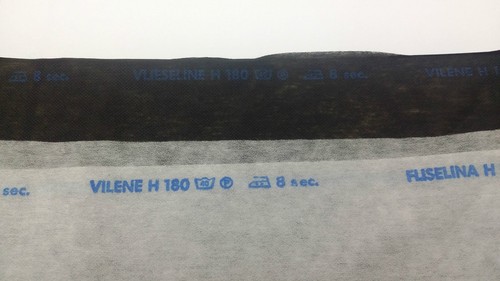 8 sec. VLIESELINE H 180 P 8 sec. VILENE H
sec. VILENE H 180 P 8 sec. FLISELINA H